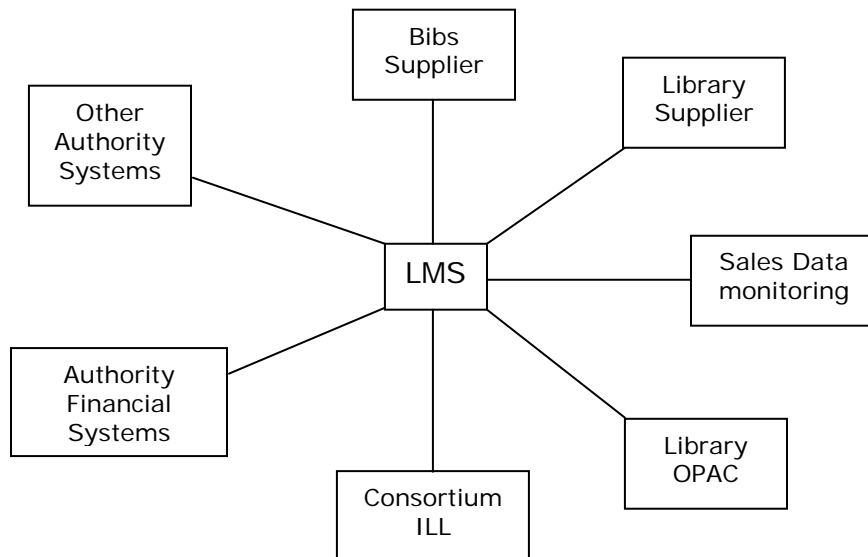 Bibs
Supplier
Other
Authority
Systems
Library
Supplier
LMS
Sales Data
monitoring
Authority
Financial
Systems
Library
OPAC
Consortium
ILL